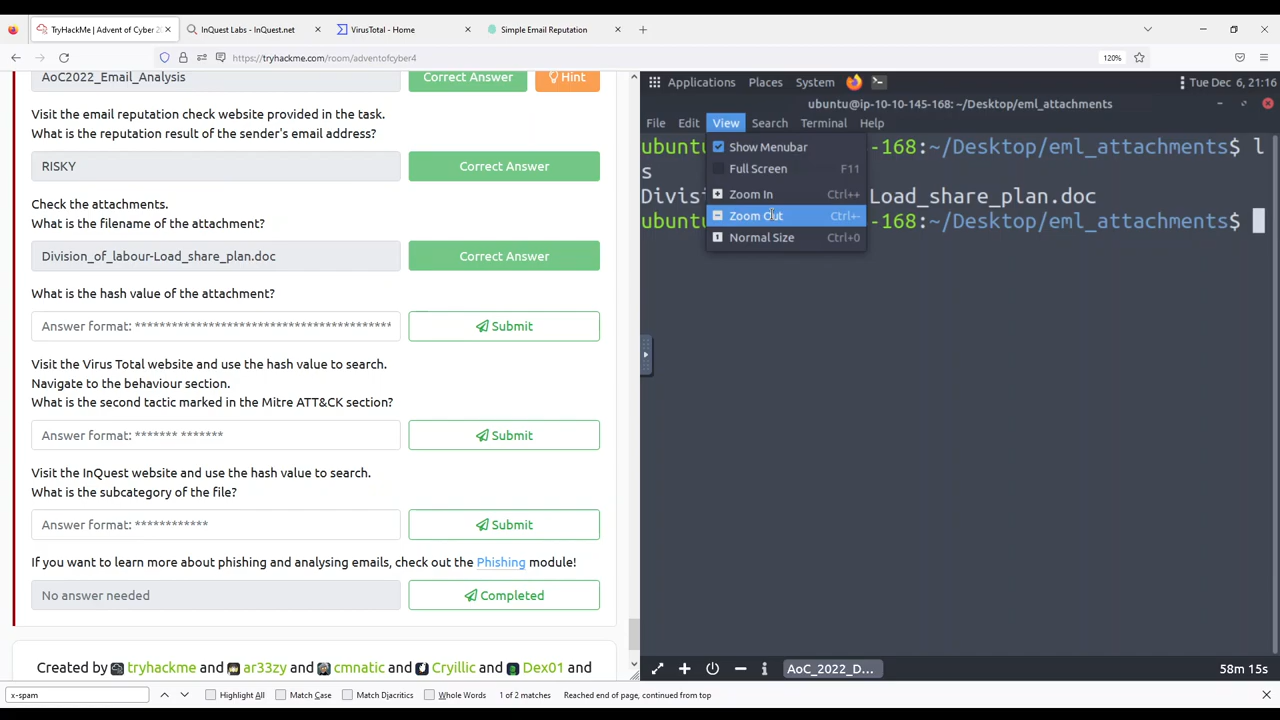 TryHackMe | Advent of Cyber 2
InQuest Labs - InQuest.net
VirusTotal - Home
Simple Email Reputation
https://tryhackme.com/room/adventofcyber4
120%
AoC2022_Email_Analysis
Correct Answer
Hint
Visit the email reputation check website provided in the task.
What is the reputation result of the sender's email address?
RISKY
Correct Answer
Check the attachments.
What is the filename of the attachment?
Division_of_labour-Load_share_plan.doc
Correct Answer
What is the hash value of the attachment?
Answer format: *****************************************
Submit
Visit the Virus Total website and use the hash value to search.
Navigate to the behaviour section.
What is the second tactic marked in the Mitre ATT&CK section?
Answer format: ******* *******
Submit
Visit the InQuest website and use the hash value to search.
What is the subcategory of the file?
Answer format: ************
Submit
If you want to learn more about phishing and analysing emails, check out the Phishing module!
No answer needed
Completed
Created by tryhackme and ar33zy and cmnatic and Cryillic and Dex01 and
x-spam
Highlight All
Match Case
Match Diacritics
Whole Words
1 of 2 matches
Reached end of page, continued from top
Applications Places System
Tue Dec 6, 21:16
ubuntu@ip-10-10-145-168: ~/Desktop/eml_attachments
File Edit View Search Terminal Help
ubuntu -168:~/Desktop/eml_attachments$ l
s
Divisi Load_share_plan.doc
ubuntu -168:~/Desktop/eml_attachments$
Show Menubar
Full Screen F11
Zoom In Ctrl++
Zoom Out Ctrl+-
Normal Size Ctrl+0
AoC_2022_D...
58m 15s